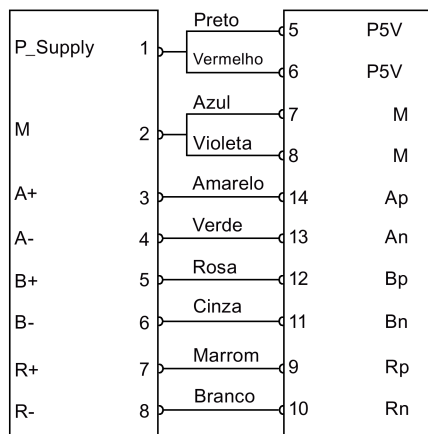 Preto 5 P5V
P_Supply 1
Vermelho 6 P5V
Azul 7 M
M 2
Violeta 8 M
A+ 3 Amarelo 14 Ap
A- 4 Verde 13 An
B+ 5 Rosa 12 Bp
B- 6 Cinza 11 Bn
R+ 7 Marrom 9 Rp
R- 8 Branco 10 Rn